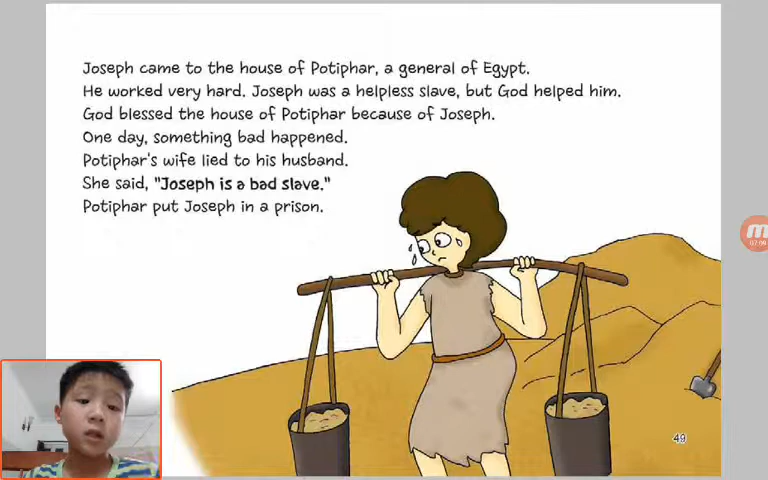 Joseph came to the house of Potiphar, a general of Egypt.
He worked very hard. Joseph was a helpless slave, but God helped him.
God blessed the house of Potiphar because of Joseph.
One day, something bad happened.
Potiphar's wife lied to his husband.
She said, "Joseph is a bad slave."
Potiphar put Joseph in a prison.
49